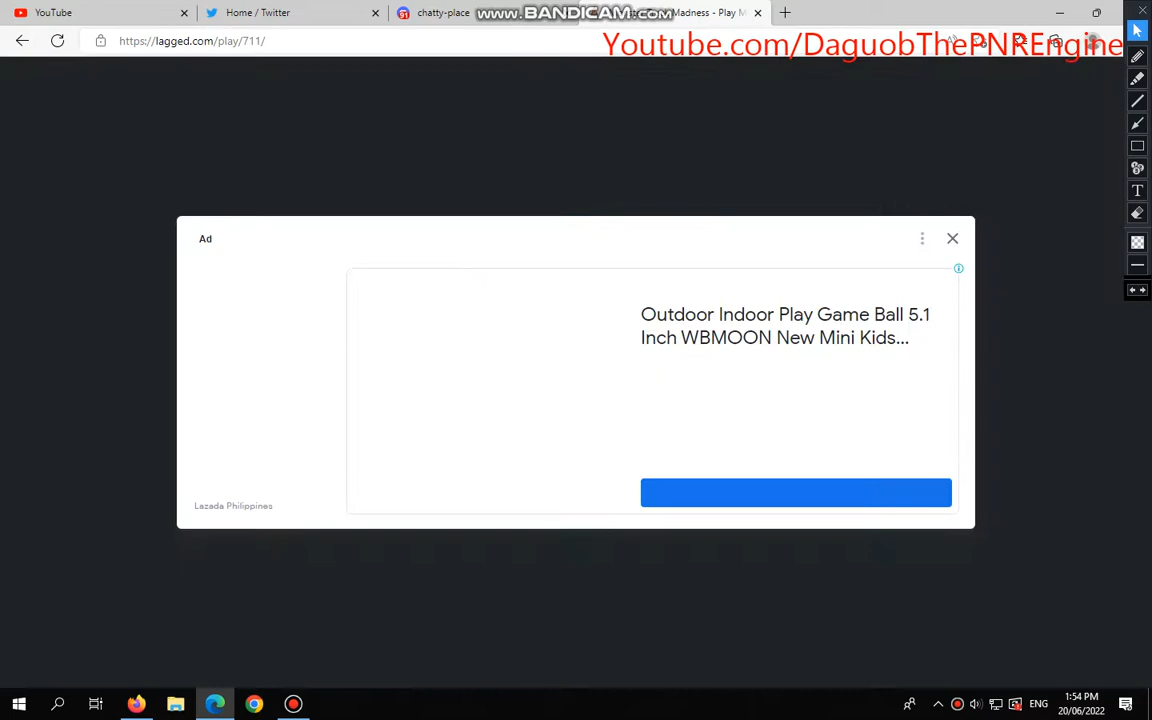 YouTube
Home / Twitter
chatty-place
www.BANDICAM.com
Madness - Play M
https://lagged.com/play/711/
Youtube.com/DaguobThePNREngine
Ad
Outdoor Indoor Play Game Ball 5.1
Inch WBMOON New Mini Kids...
Lazada Philippines
ENG
1:54 PM
20/06/2022